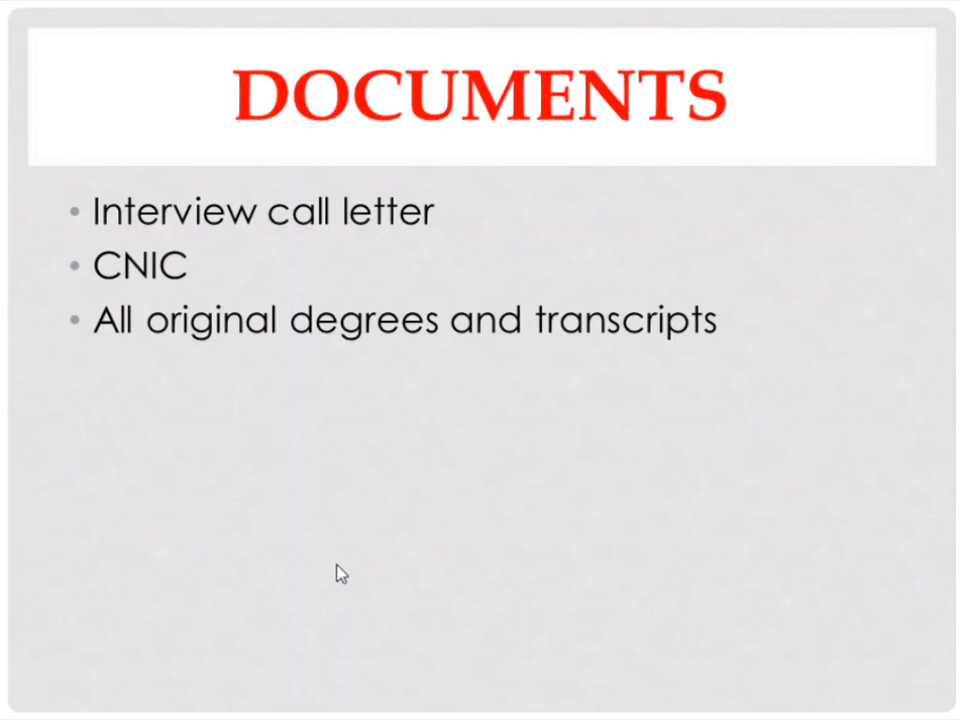 DOCUMENTS
• Interview call letter
• CNIC
• All original degrees and transcripts